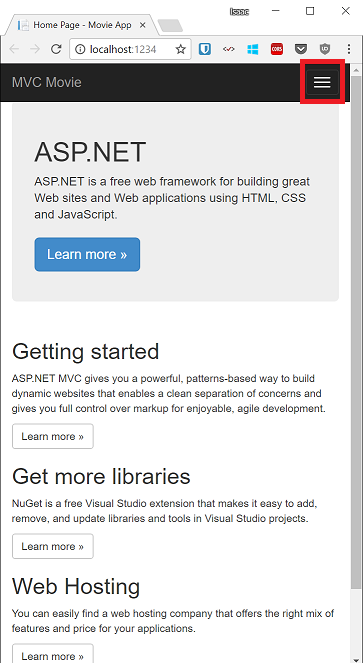 Isaac
Home Page - Movie App
localhost:1234
CORS
MVC Movie
ASP.NET
ASP.NET is a free web framework for building great
Web sites and Web applications using HTML, CSS
and JavaScript.
Learn more »
Getting started
ASP.NET MVC gives you a powerful, patterns-based way to build
dynamic websites that enables a clean separation of concerns and
gives you full control over markup for enjoyable, agile development.
Learn more »
Get more libraries
NuGet is a free Visual Studio extension that makes it easy to add,
remove, and update libraries and tools in Visual Studio projects.
Learn more »
Web Hosting
You can easily find a web hosting company that offers the right mix of
features and price for your applications.
Learn more »